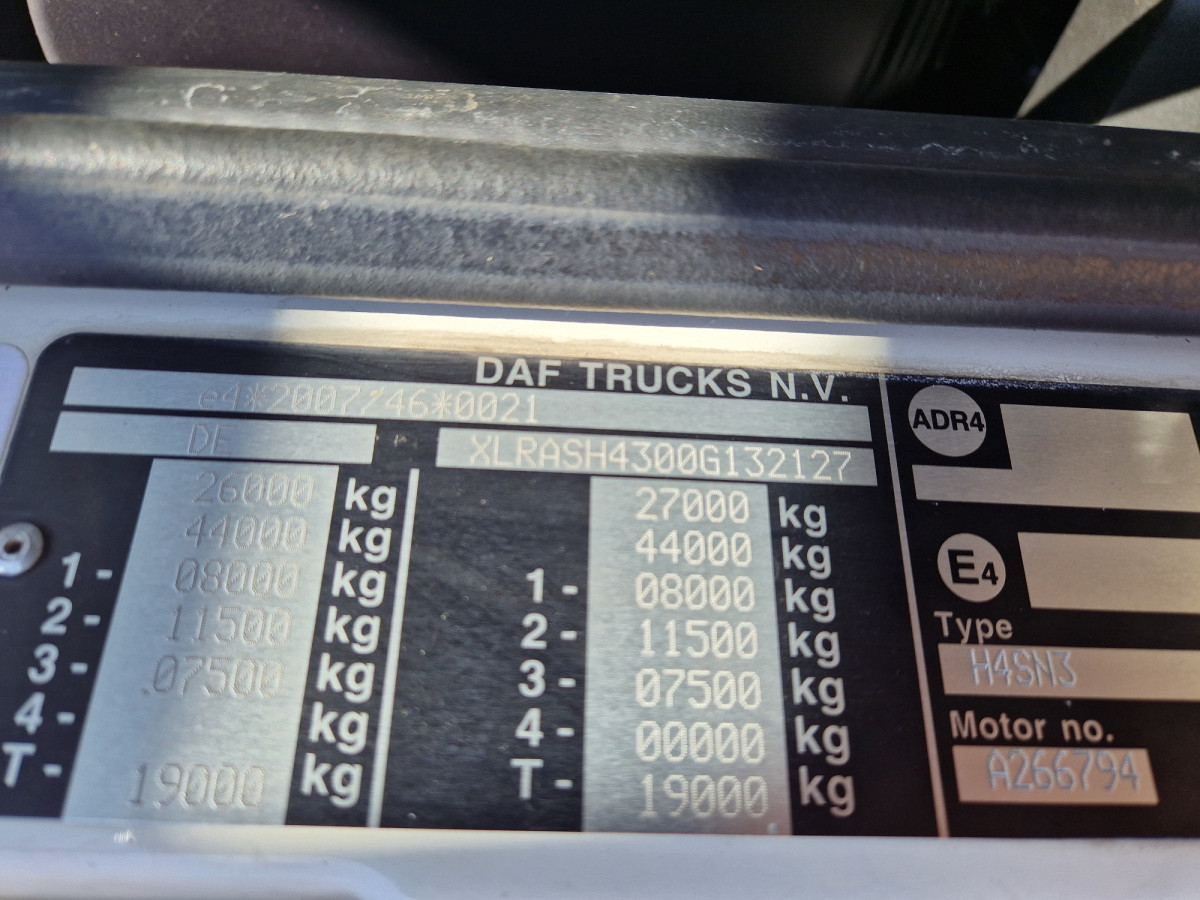 DAF TRUCKS N.V.
e4*2007/46*0021
DE
XLRASH4300G132127
26000 kg
44000 kg
1 - 08000 kg
2 - 11500 kg
3 - 07500 kg
4 - kg
T - 19000 kg
27000 kg
44000 kg
1 - 08000 kg
2 - 11500 kg
3 - 07500 kg
4 - 00000 kg
T - 19000 kg
ADR4
E4
Type
H4SN3
Motor no.
A266794